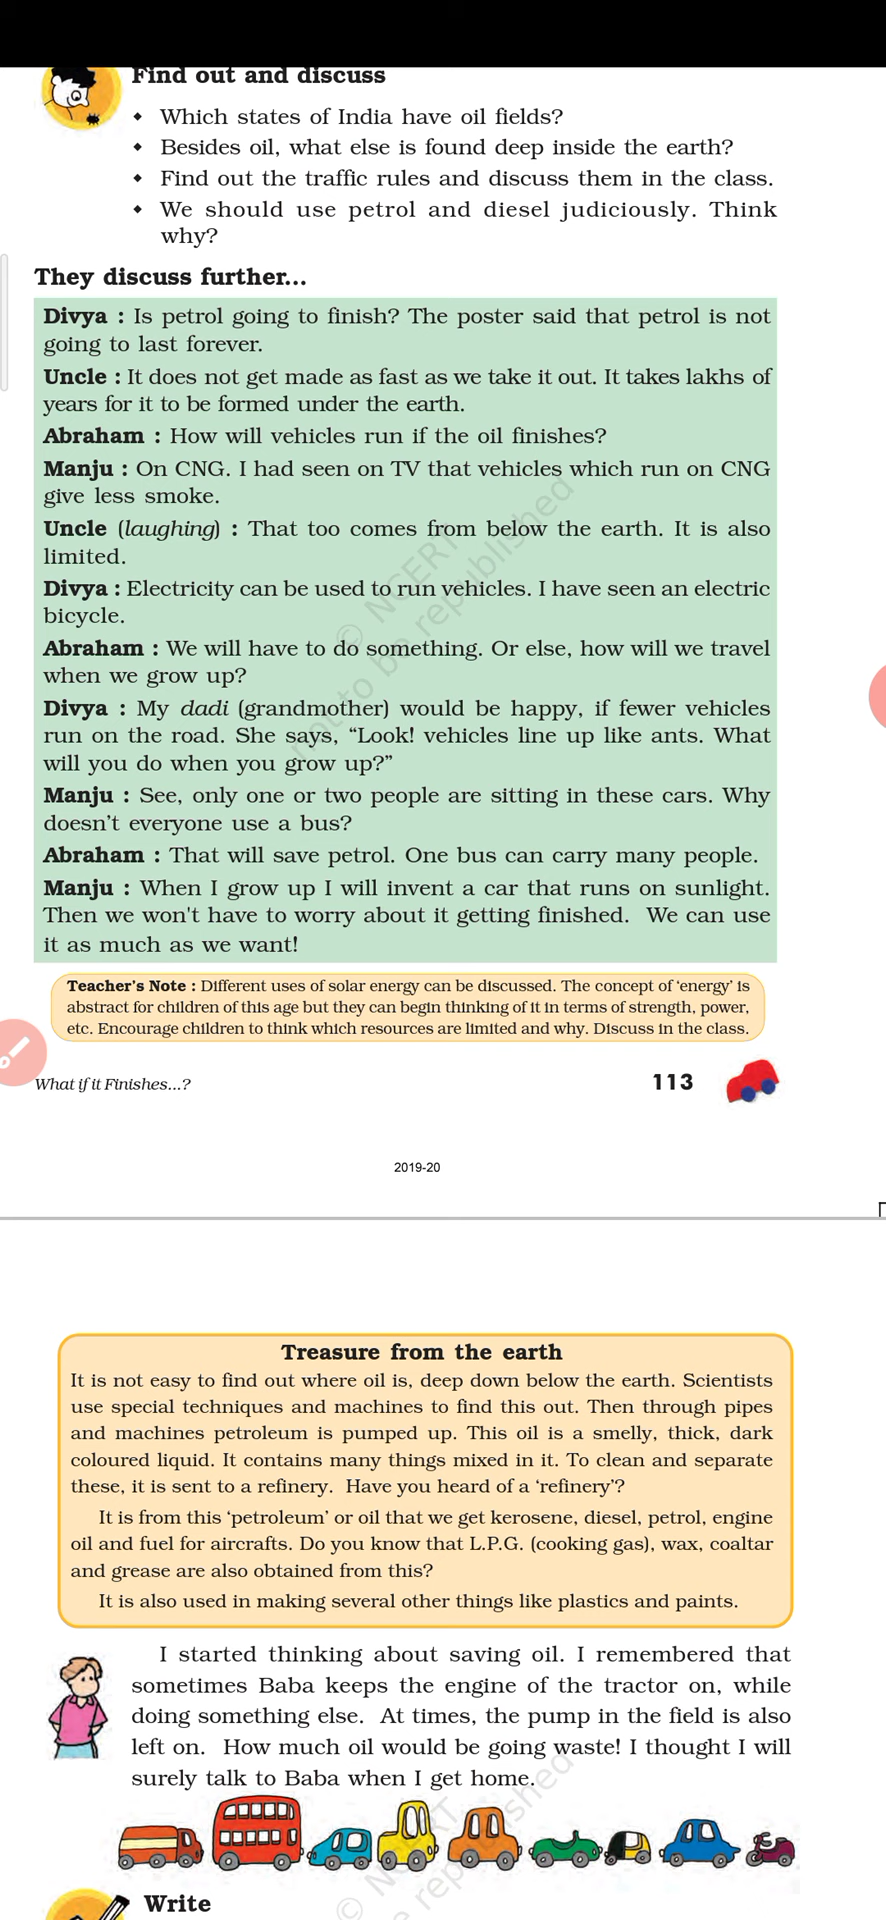 Find out and discuss
◆ Which states of India have oil fields?
◆ Besides oil, what else is found deep inside the earth?
◆ Find out the traffic rules and discuss them in the class.
◆ We should use petrol and diesel judiciously. Think
why?
They discuss further...
Divya : Is petrol going to finish? The poster said that petrol is not
going to last forever.
Uncle : It does not get made as fast as we take it out. It takes lakhs of
years for it to be formed under the earth.
Abraham : How will vehicles run if the oil finishes?
Manju : On CNG. I had seen on TV that vehicles which run on CNG
give less smoke.
Uncle (laughing) : That too comes from below the earth. It is also
limited.
Divya : Electricity can be used to run vehicles. I have seen an electric
bicycle.
Abraham : We will have to do something. Or else, how will we travel
when we grow up?
Divya : My dadi (grandmother) would be happy, if fewer vehicles
run on the road. She says, “Look! vehicles line up like ants. What
will you do when you grow up?”
Manju : See, only one or two people are sitting in these cars. Why
doesn’t everyone use a bus?
Abraham : That will save petrol. One bus can carry many people.
Manju : When I grow up I will invent a car that runs on sunlight.
Then we won't have to worry about it getting finished. We can use
it as much as we want!
© NCERT
not to be republished
Teacher's Note : Different uses of solar energy can be discussed. The concept of ‘energy’ is
abstract for children of this age but they can begin thinking of it in terms of strength, power,
etc. Encourage children to think which resources are limited and why. Discuss in the class.
What if it Finishes...?
113
2019-20
Treasure from the earth
It is not easy to find out where oil is, deep down below the earth. Scientists
use special techniques and machines to find this out. Then through pipes
and machines petroleum is pumped up. This oil is a smelly, thick, dark
coloured liquid. It contains many things mixed in it. To clean and separate
these, it is sent to a refinery. Have you heard of a ‘refinery’?
It is from this ‘petroleum’ or oil that we get kerosene, diesel, petrol, engine
oil and fuel for aircrafts. Do you know that L.P.G. (cooking gas), wax, coaltar
and grease are also obtained from this?
It is also used in making several other things like plastics and paints.
I started thinking about saving oil. I remembered that
sometimes Baba keeps the engine of the tractor on, while
doing something else. At times, the pump in the field is also
left on. How much oil would be going waste! I thought I will
surely talk to Baba when I get home.
© NCERT
be republished
Write